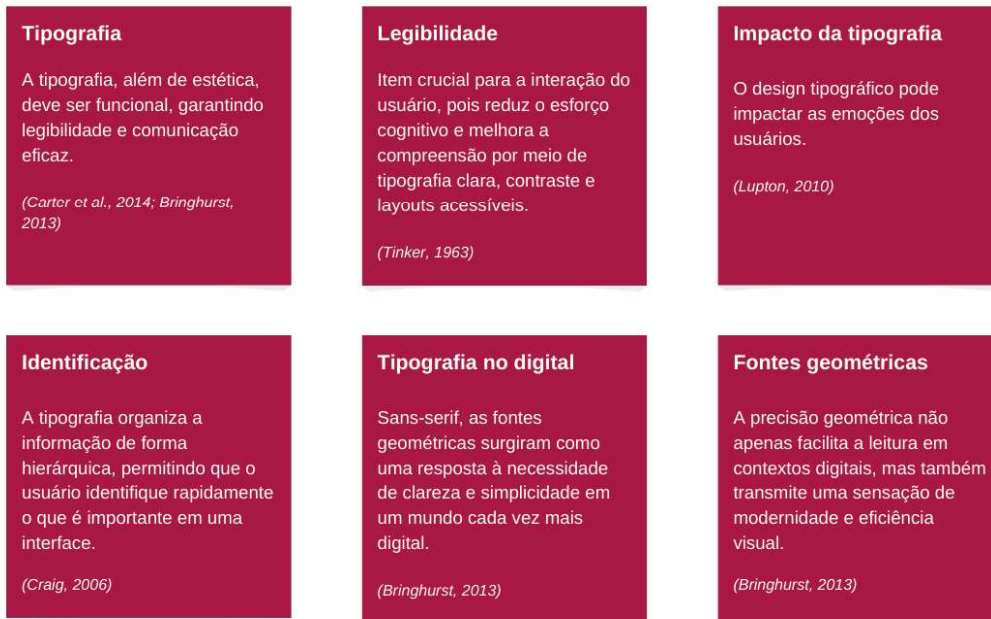 Tipografia
A tipografia, além de estética,
deve ser funcional, garantindo
legibilidade e comunicação
eficaz.
(Carter et al., 2014; Bringhurst,
2013)
Legibilidade
Item crucial para a interação do
usuário, pois reduz o esforço
cognitivo e melhora a
compreensão por meio de
tipografia clara, contraste e
layouts acessíveis.
(Tinker, 1963)
Impacto da tipografia
O design tipográfico pode
impactar as emoções dos
usuários.
(Lupton, 2010)
Identificação
A tipografia organiza a
informação de forma
hierárquica, permitindo que o
usuário identifique rapidamente
o que é importante em uma
interface.
(Craig, 2006)
Tipografia no digital
Sans-serif, as fontes
geométricas surgiram como
uma resposta à necessidade
de clareza e simplicidade em
um mundo cada vez mais
digital.
(Bringhurst, 2013)
Fontes geométricas
A precisão geométrica não
apenas facilita a leitura em
contextos digitais, mas também
transmite uma sensação de
modernidade e eficiência
visual.
(Bringhurst, 2013)